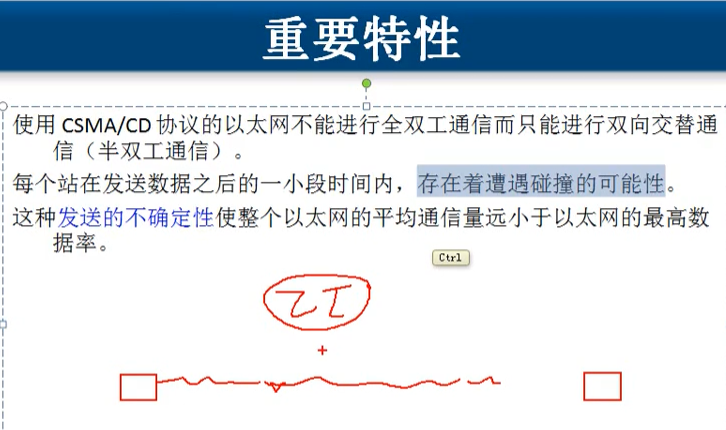 重要特性
使用 CSMA/CD 协议的以太网不能进行全双工通信而只能进行双向交替通
信（半双工通信）。
每个站在发送数据之后的一小段时间内，存在着遭遇碰撞的可能性。
这种发送的不确定性使整个以太网的平均通信量远小于以太网的最高数
据率。
Ctrl